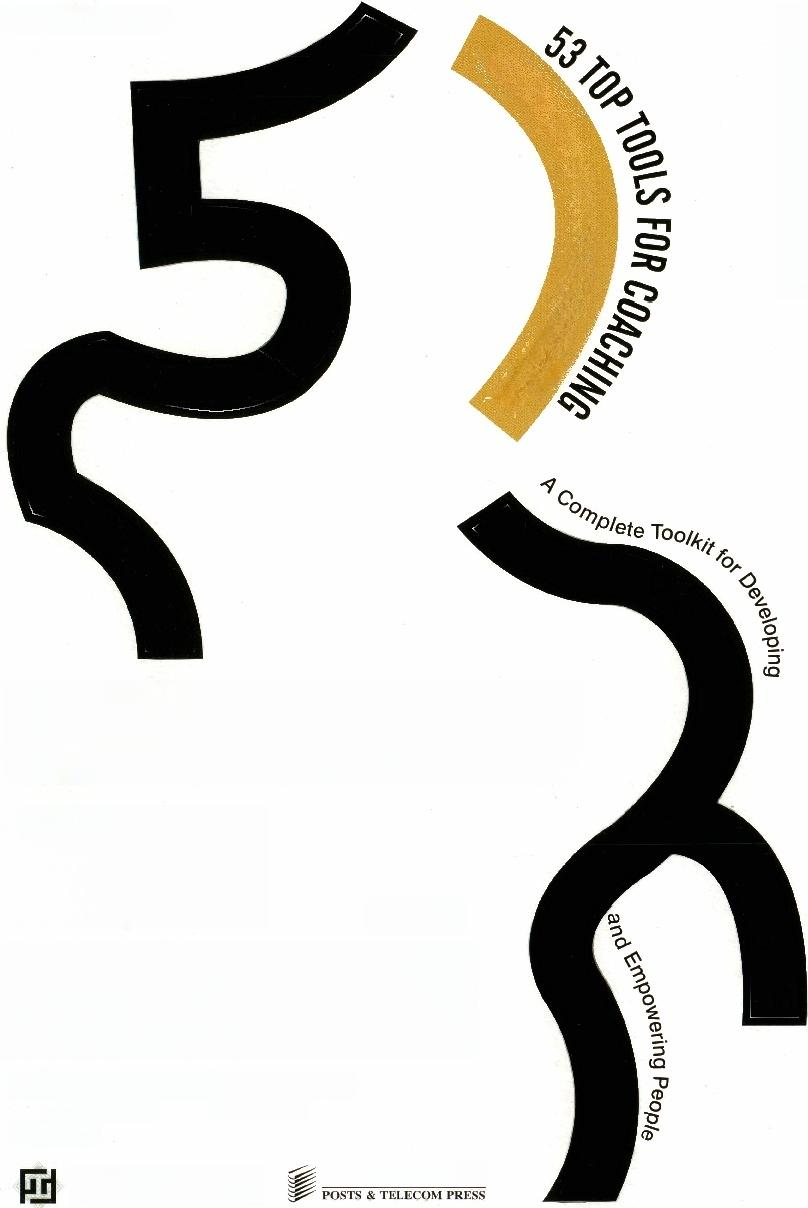 53 TOP TOOLS FOR COACHING
A Complete Toolkit for Developing
and Empowering People
POSTS & TELECOM PRESS